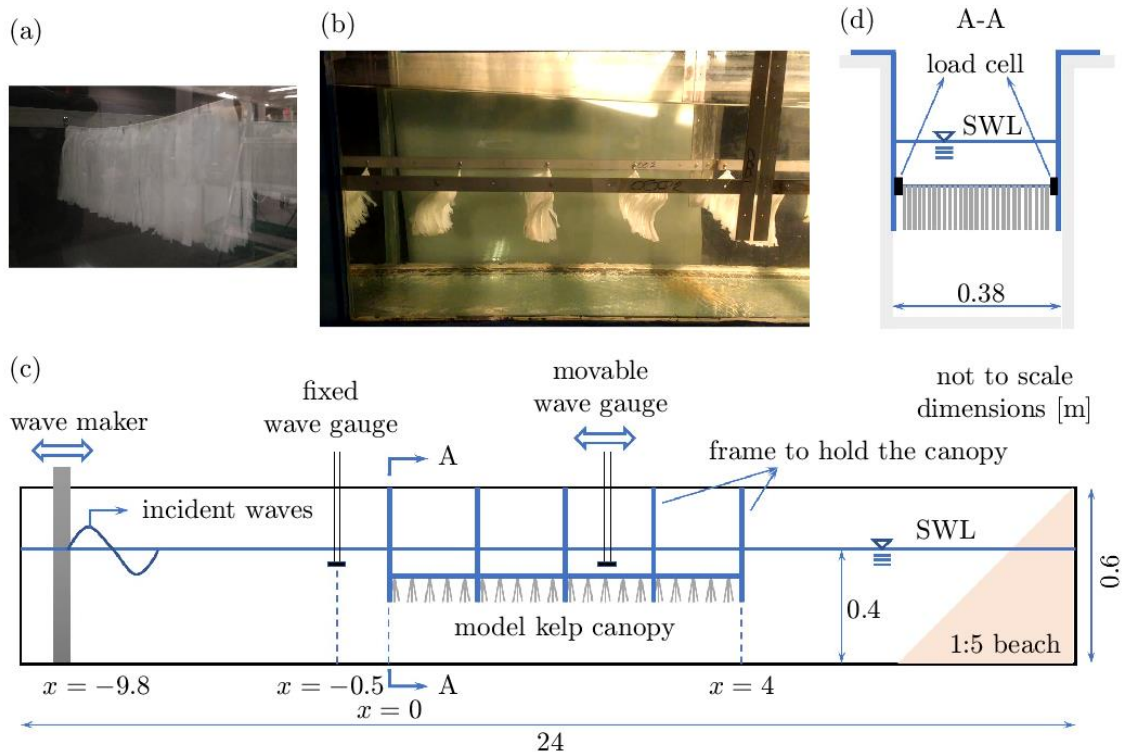 (a)
(b)
(d)
A-A
load cell
SWL
0.38
(c)
wave maker
fixed
wave gauge
movable
wave gauge
not to scale
dimensions [m]
A
frame to hold the canopy
incident waves
SWL
0.6
0.4
model kelp canopy
1:5 beach
x = −9.8
x = −0.5
A
x = 4
x = 0
24